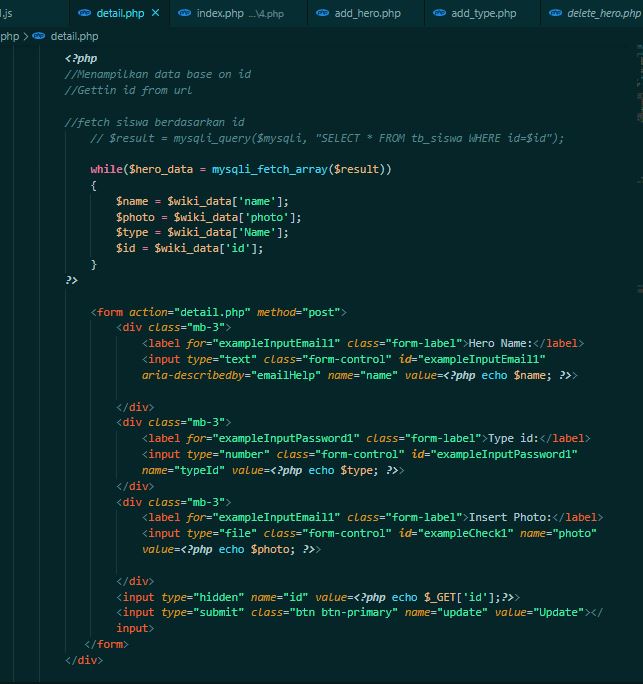 .js
detail.php
index.php ...\4.php
add_hero.php
add_type.php
delete_hero.php
php > detail.php
<?php
//Menampilkan data base on id
//Gettin id from url
//fetch siswa berdasarkan id
// $result = mysqli_query($mysqli, "SELECT * FROM tb_siswa WHERE id=$id");
while($hero_data = mysqli_fetch_array($result))
{
$name = $wiki_data['name'];
$photo = $wiki_data['photo'];
$type = $wiki_data['Name'];
$id = $wiki_data['id'];
}
?>
<form action="detail.php" method="post">
<div class="mb-3">
<label for="exampleInputEmail1" class="form-label">Hero Name:</label>
<input type="text" class="form-control" id="exampleInputEmail1"
aria-describedby="emailHelp" name="name" value=<?php echo $name; ?>>
</div>
<div class="mb-3">
<label for="exampleInputPassword1" class="form-label">Type id:</label>
<input type="number" class="form-control" id="exampleInputPassword1"
name="typeId" value=<?php echo $type; ?>>
</div>
<div class="mb-3">
<label for="exampleInputEmail1" class="form-label">Insert Photo:</label>
<input type="file" class="form-control" id="exampleCheck1" name="photo"
value=<?php echo $photo; ?>>
</div>
<input type="hidden" name="id" value=<?php echo $_GET['id'];?>>
<input type="submit" class="btn btn-primary" name="update" value="Update"></
input>
</form>
</div>